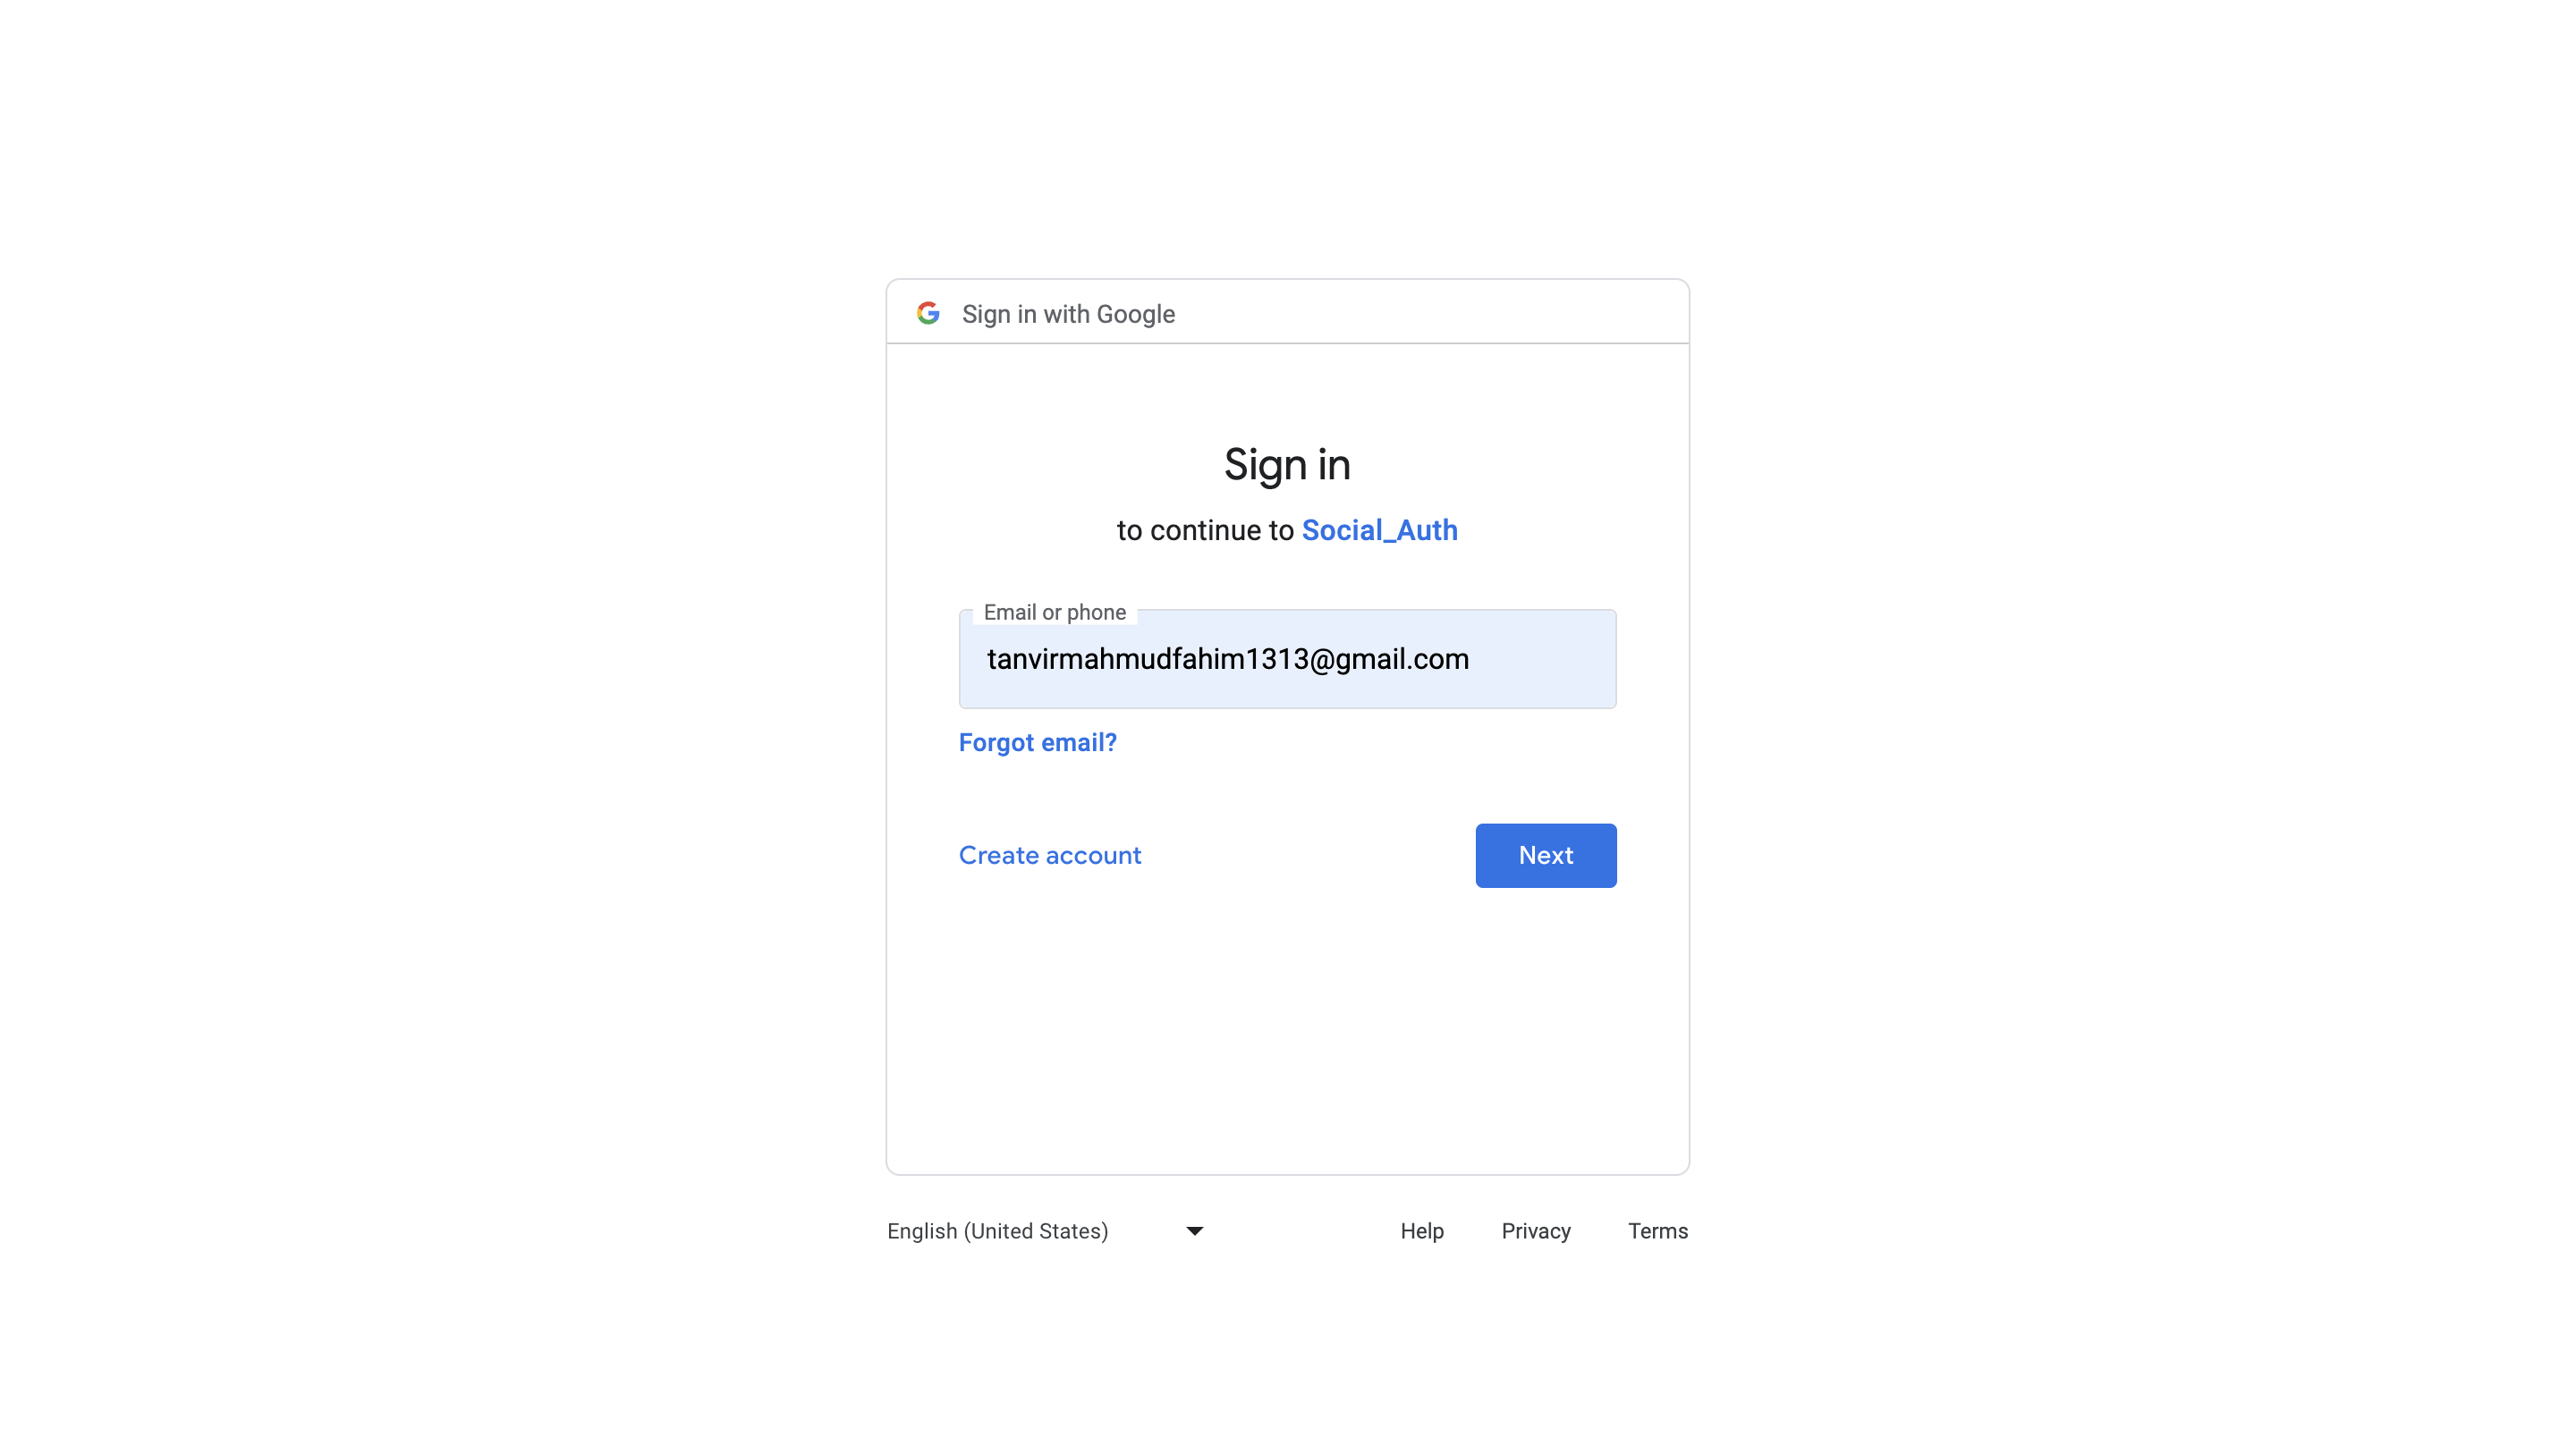 Sign in with Google
Sign in
to continue to Social_Auth
Email or phone
tanvirmahmudfahim1313@gmail.com
Forgot email?
Create account
Next
English (United States)
Help
Privacy
Terms